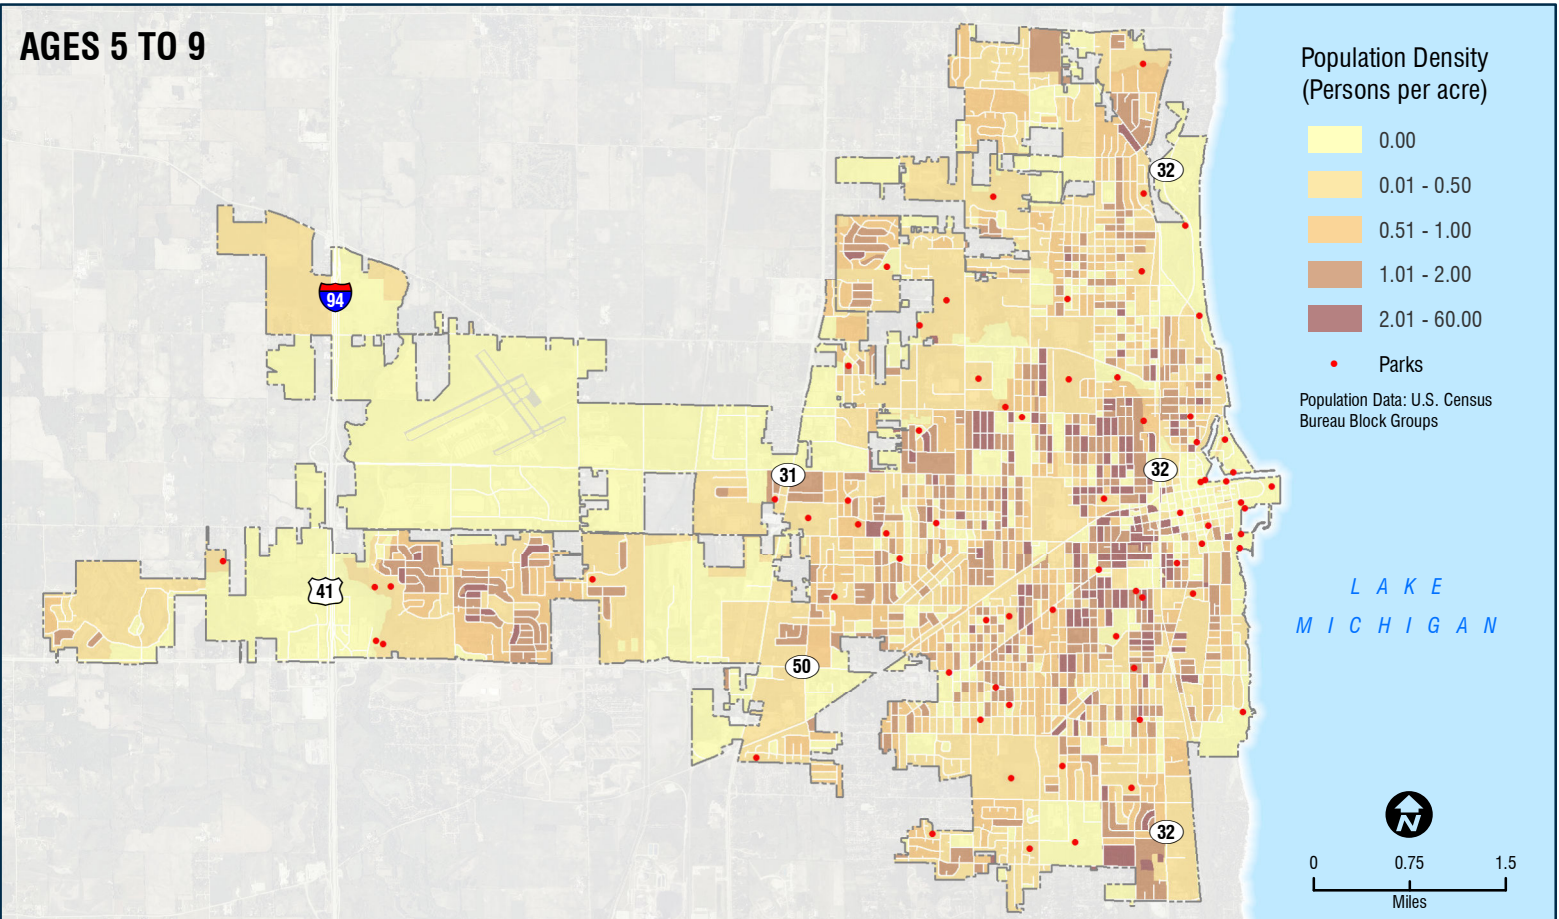 AGES 5 TO 9
Population Density
(Persons per acre)
0.00
0.01 - 0.50
0.51 - 1.00
1.01 - 2.00
2.01 - 60.00
Parks
Population Data: U.S. Census
Bureau Block Groups
32
94
31
32
41
50
32
L A K E
M I C H I G A N
N
0 0.75 1.5
Miles